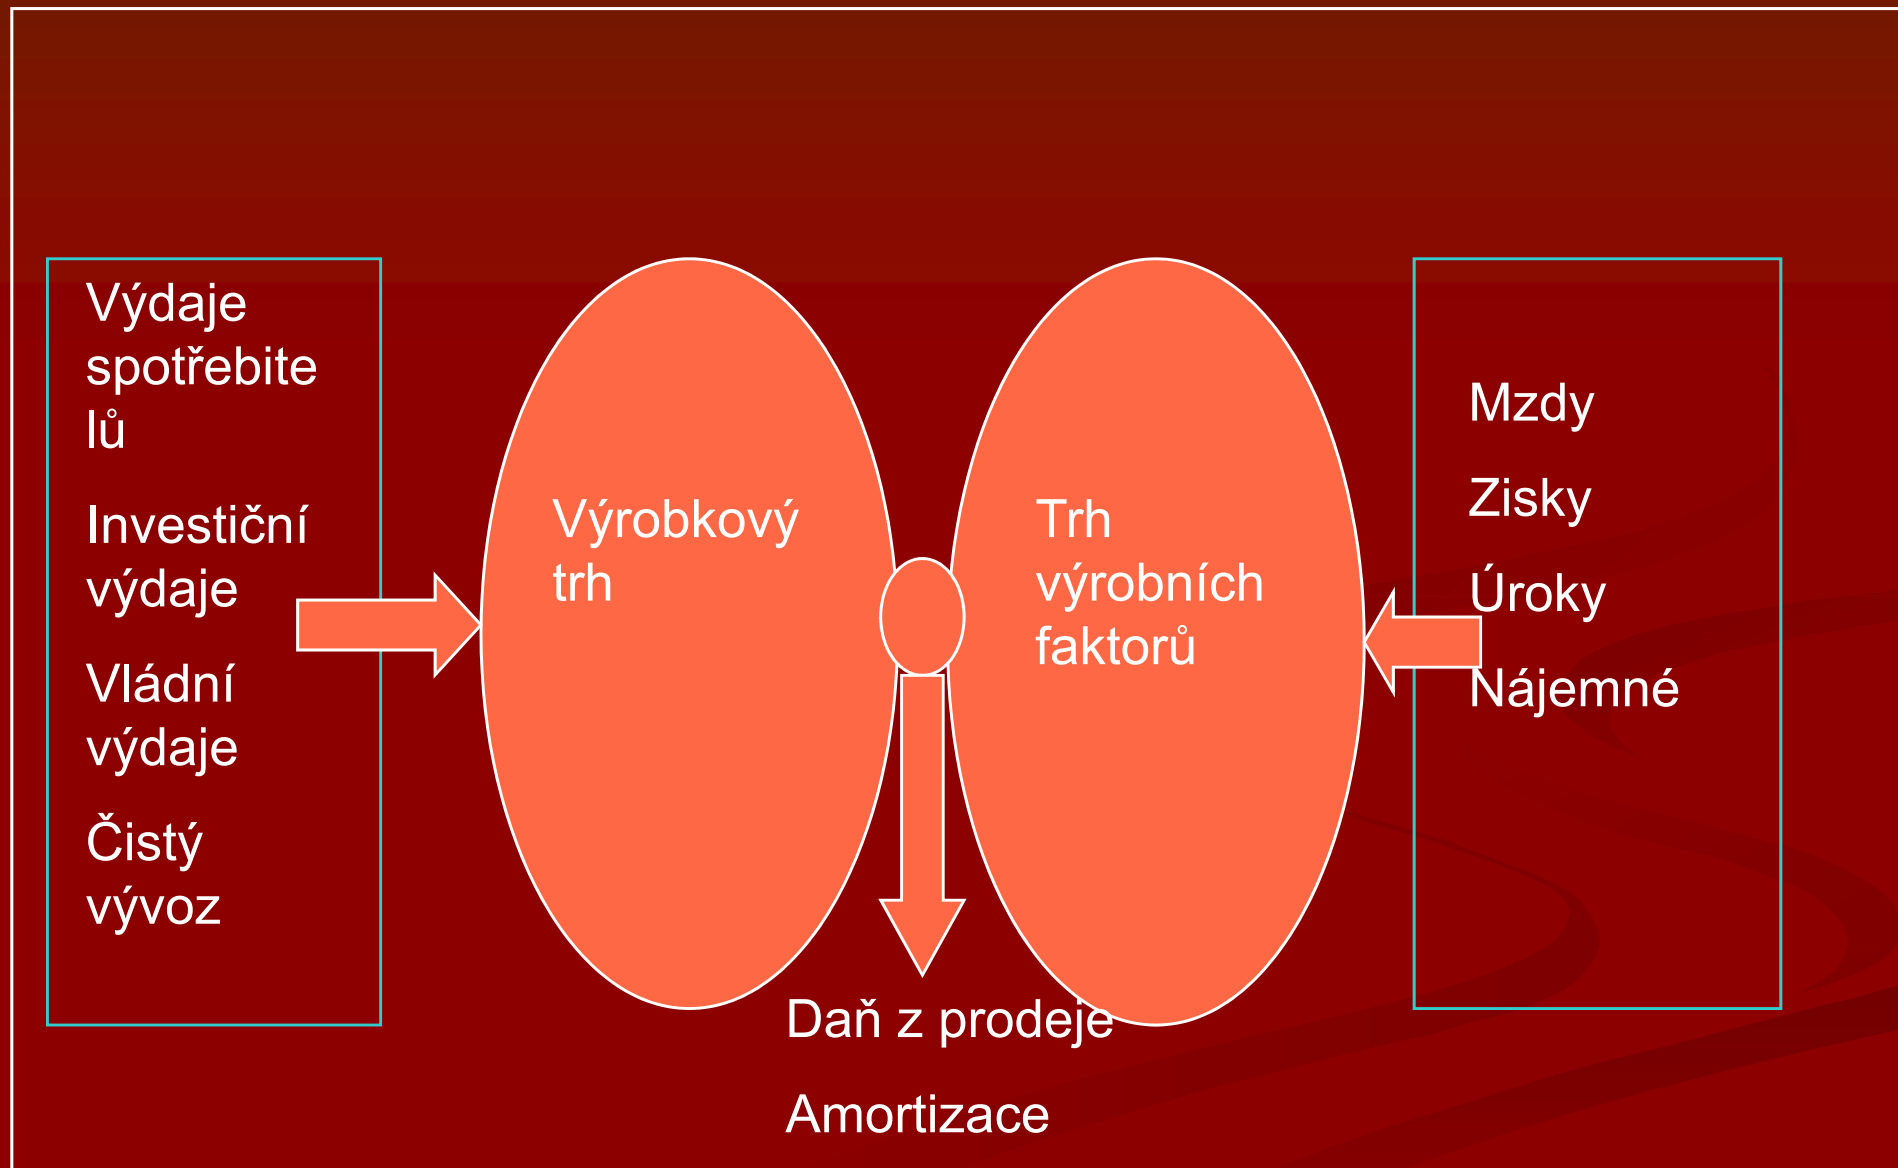 Výdaje
spotřebite
lů
Investiční
výdaje
Vládní
výdaje
Čistý
vývoz
Výrobkový
trh
Trh
výrobních
faktorů
Mzdy
Zisky
Úroky
Nájemné
Daň z prodeje
Amortizace